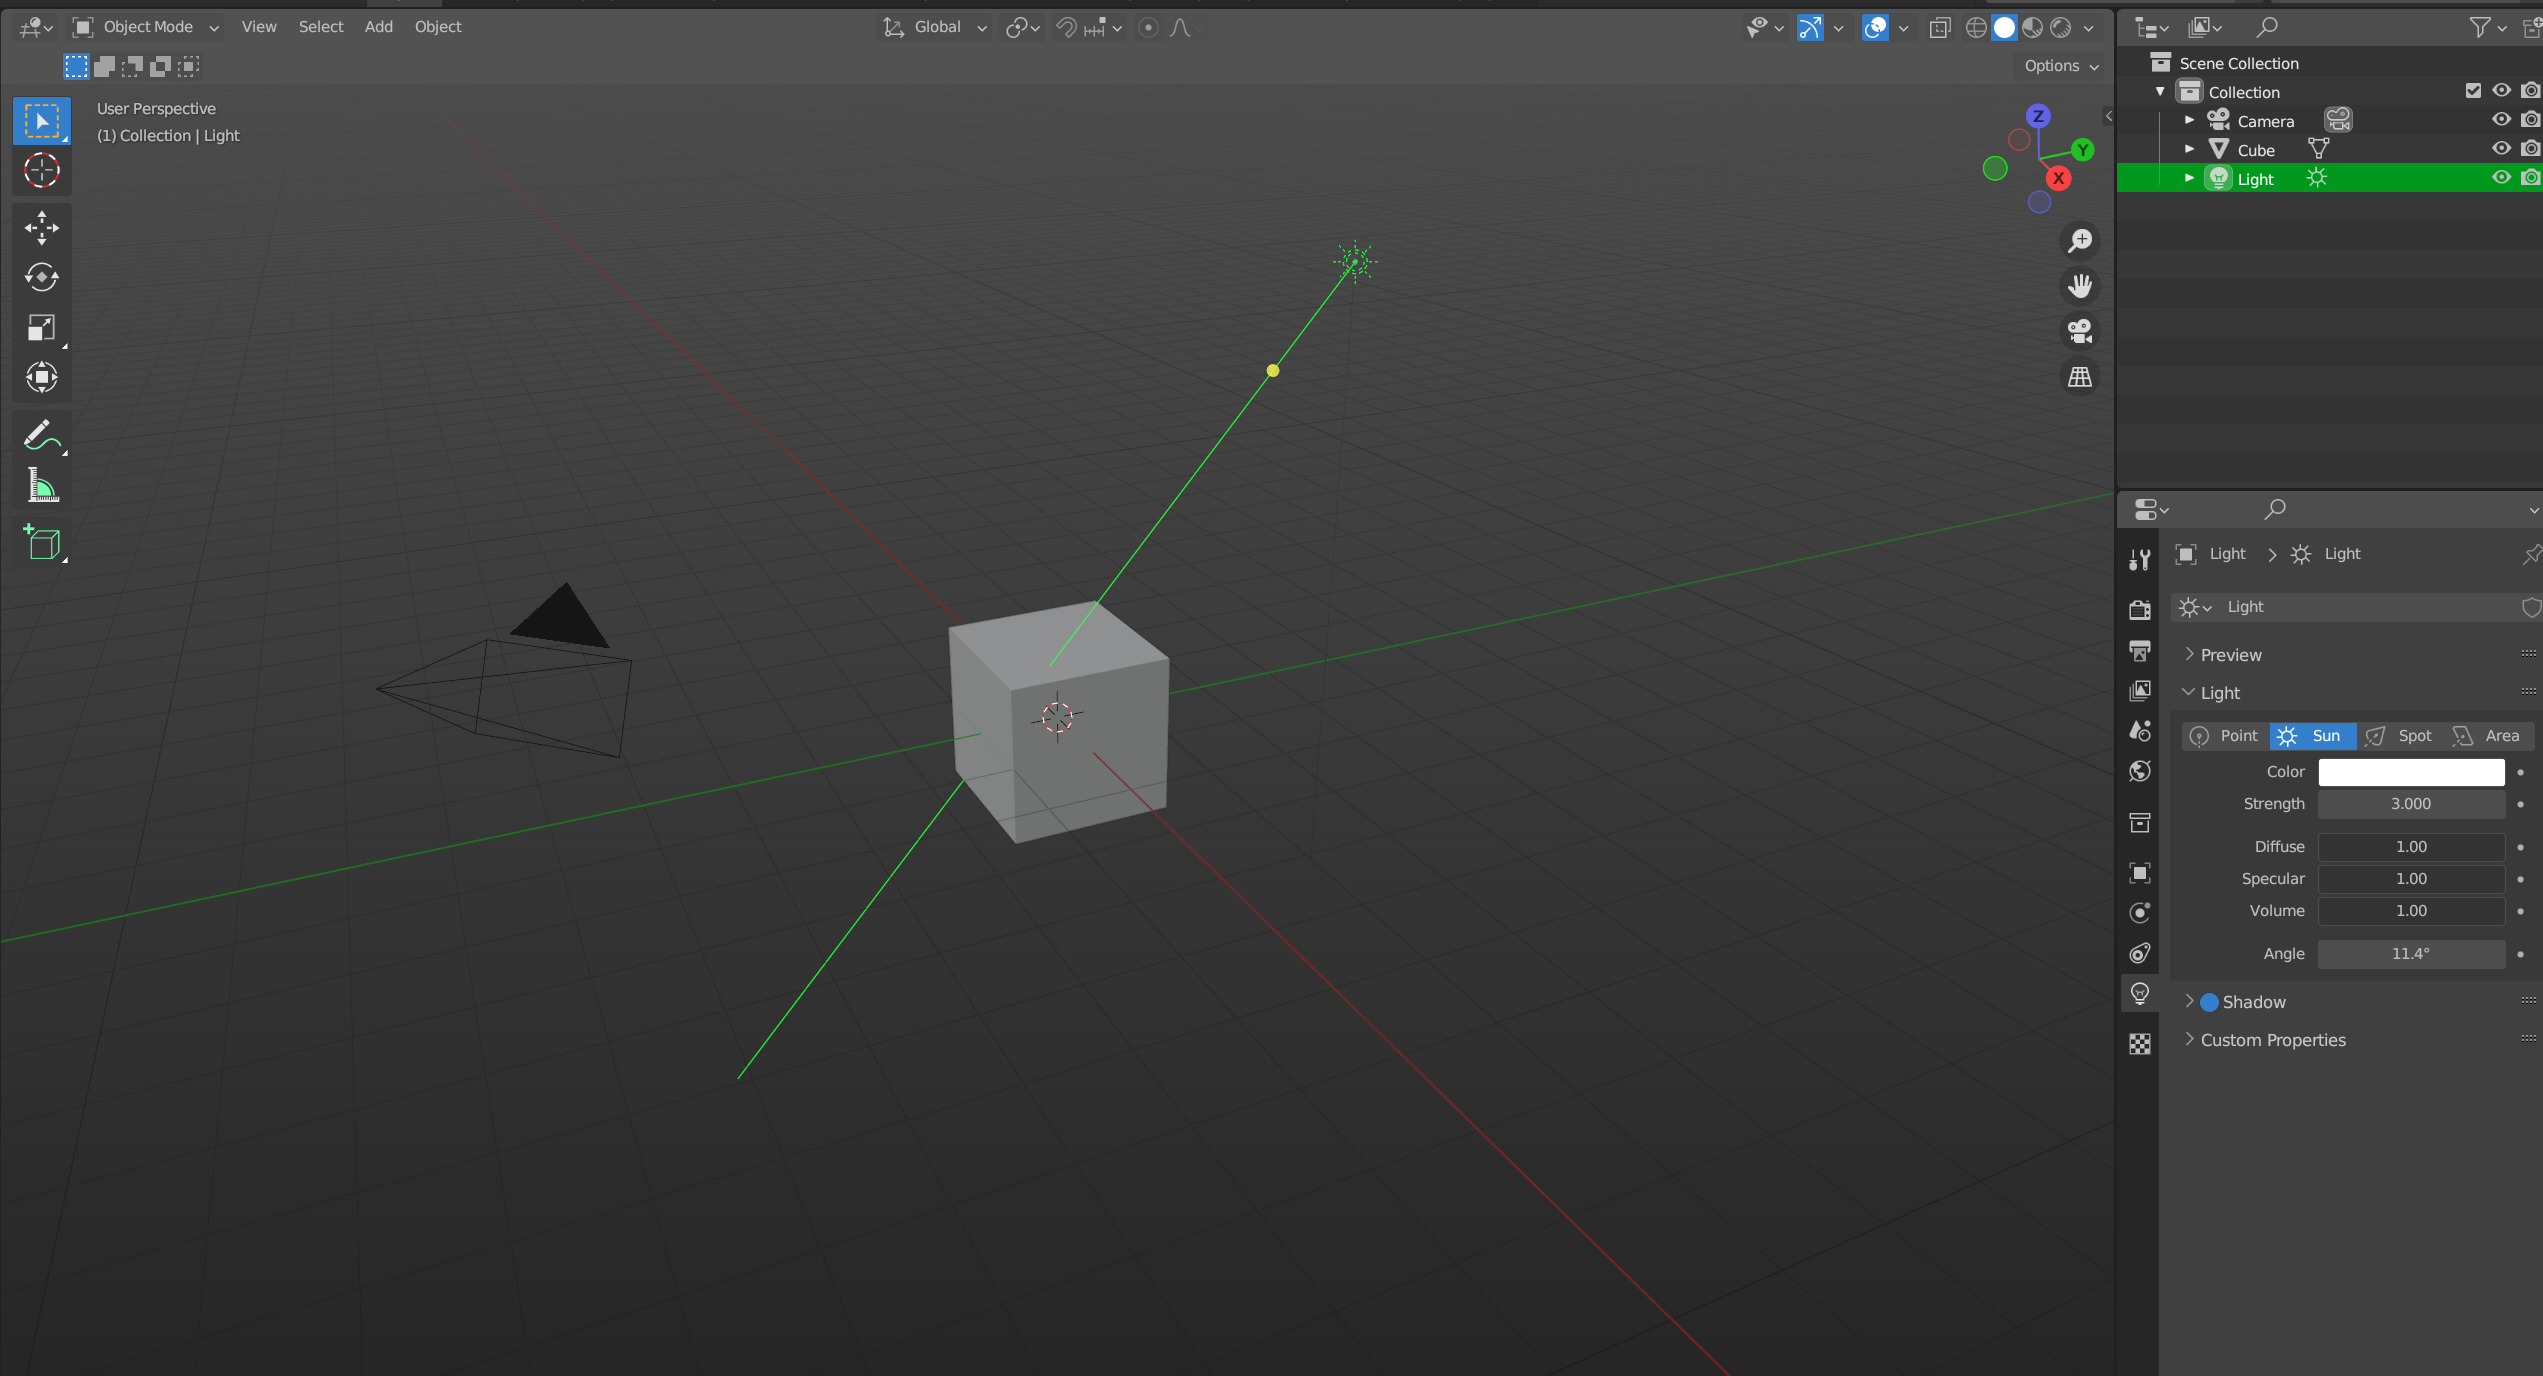 Object Mode View Select Add Object Global
Options
User Perspective
(1) Collection | Light
Z
Y
X
Scene Collection
Collection
Camera
Cube
Light
Light > Light
Light
Preview
Light
Point Sun Spot Area
Color
Strength 3.000
Diffuse 1.00
Specular 1.00
Volume 1.00
Angle 11.4°
Shadow
Custom Properties